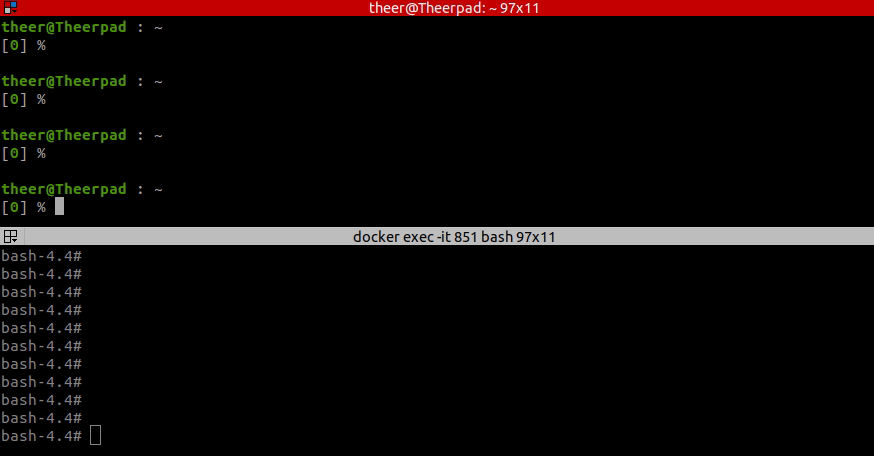 theer@Theerpad: ~ 97x11
theer@Theerpad : ~
[0] %
theer@Theerpad : ~
[0] %
theer@Theerpad : ~
[0] %
theer@Theerpad : ~
[0] %
docker exec -it 851 bash 97x11
bash-4.4#
bash-4.4#
bash-4.4#
bash-4.4#
bash-4.4#
bash-4.4#
bash-4.4#
bash-4.4#
bash-4.4#
bash-4.4#
bash-4.4#